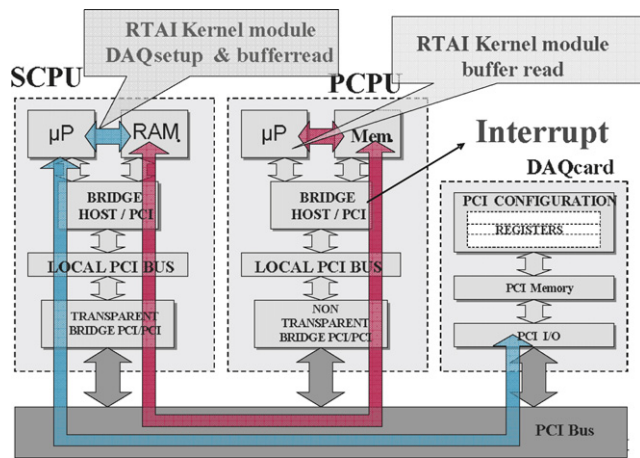 RTAI Kernel module
DAQsetup & bufferread
RTAI Kernel module
buffer read
SCPU
PCPU
µP
RAM
µP
Mem.
Interrupt
DAQcard
BRIDGE
HOST / PCI
BRIDGE
HOST / PCI
PCI CONFIGURATION
REGISTERS
LOCAL PCI BUS
LOCAL PCI BUS
PCI Memory
TRANSPARENT
BRIDGE PCI/PCI
NON
TRANSPARENT
BRIDGE PCI/PCI
PCI I/O
PCI Bus